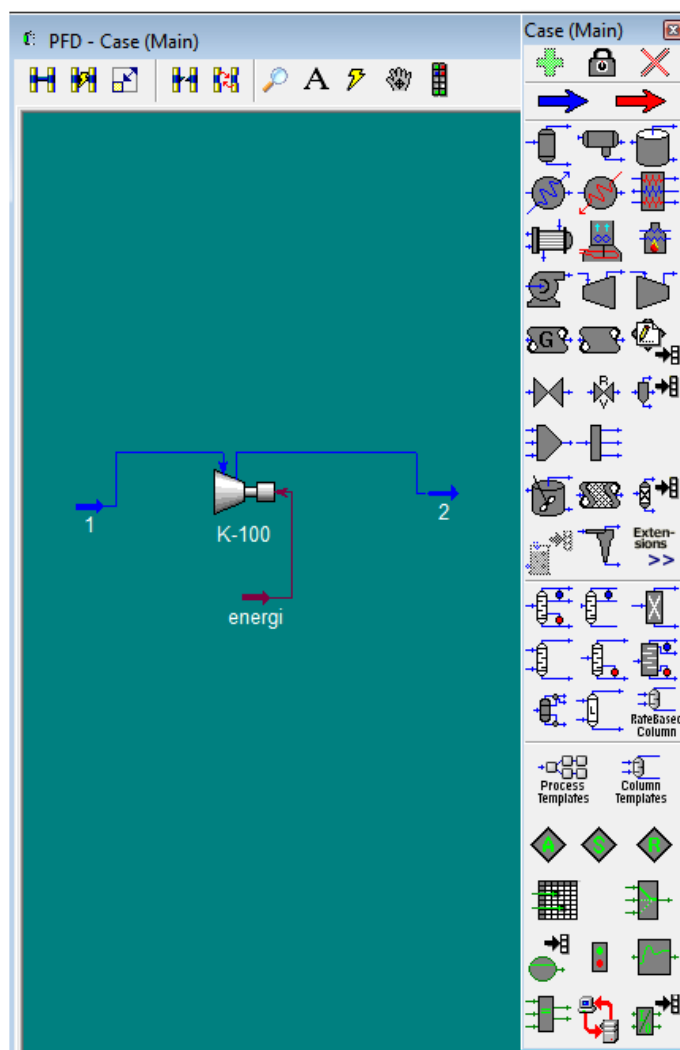 PFD - Case (Main)
Case (Main)
A
G
R
V
Exten-
sions
>>
1
K-100
2
energi
L
RateBased
Column
Process
Templates
Column
Templates
A
S
R